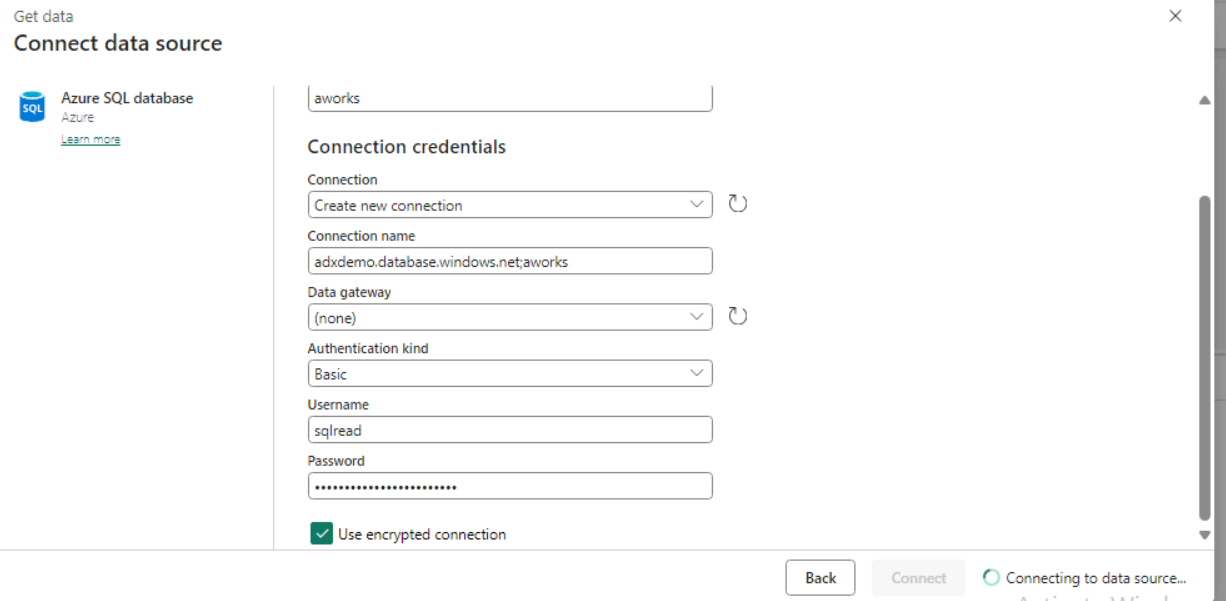 Get data
Connect data source
SQL
Azure SQL database
Azure
Learn more
aworks
Connection credentials
Connection
Create new connection
Connection name
adxdemo.database.windows.net;aworks
Data gateway
(none)
Authentication kind
Basic
Username
sqlread
Password
••••••••••••••••••••••••
Use encrypted connection
Back
Connect
Connecting to data source...